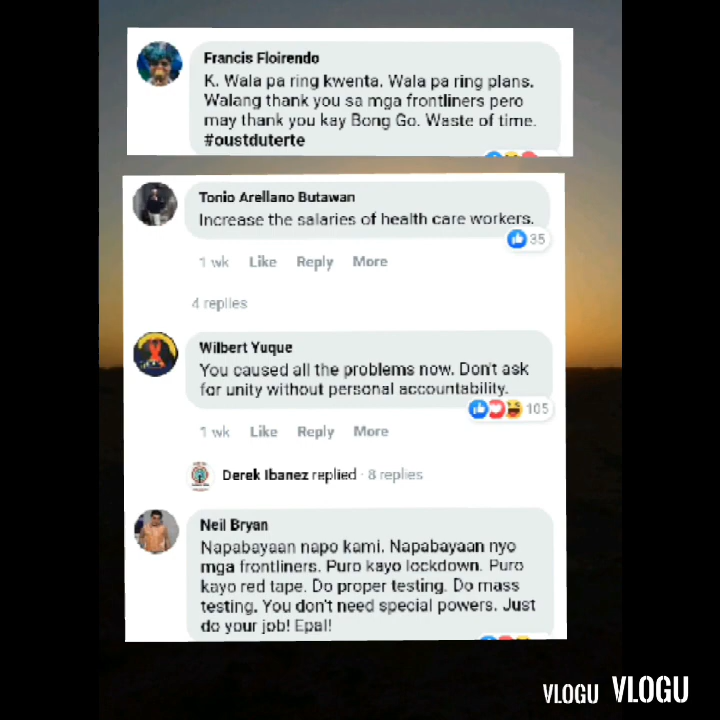 Francis Floirendo
K. Wala pa ring kwenta. Wala pa ring plans.
Walang thank you sa mga frontliners pero
may thank you kay Bong Go. Waste of time.
#oustduterte
Tonio Arellano Butawan
Increase the salaries of health care workers.
35
1 wk Like Reply More
4 replies
Wilbert Yuque
You caused all the problems now. Don't ask
for unity without personal accountability.
105
1 wk Like Reply More
Derek Ibanez replied · 8 replies
Neil Bryan
Napabayaan napo kami. Napabayaan nyo
mga frontliners. Puro kayo lockdown. Puro
kayo red tape. Do proper testing. Do mass
testing. You don't need special powers. Just
do your job! Epal!
VLOGU VLOGU